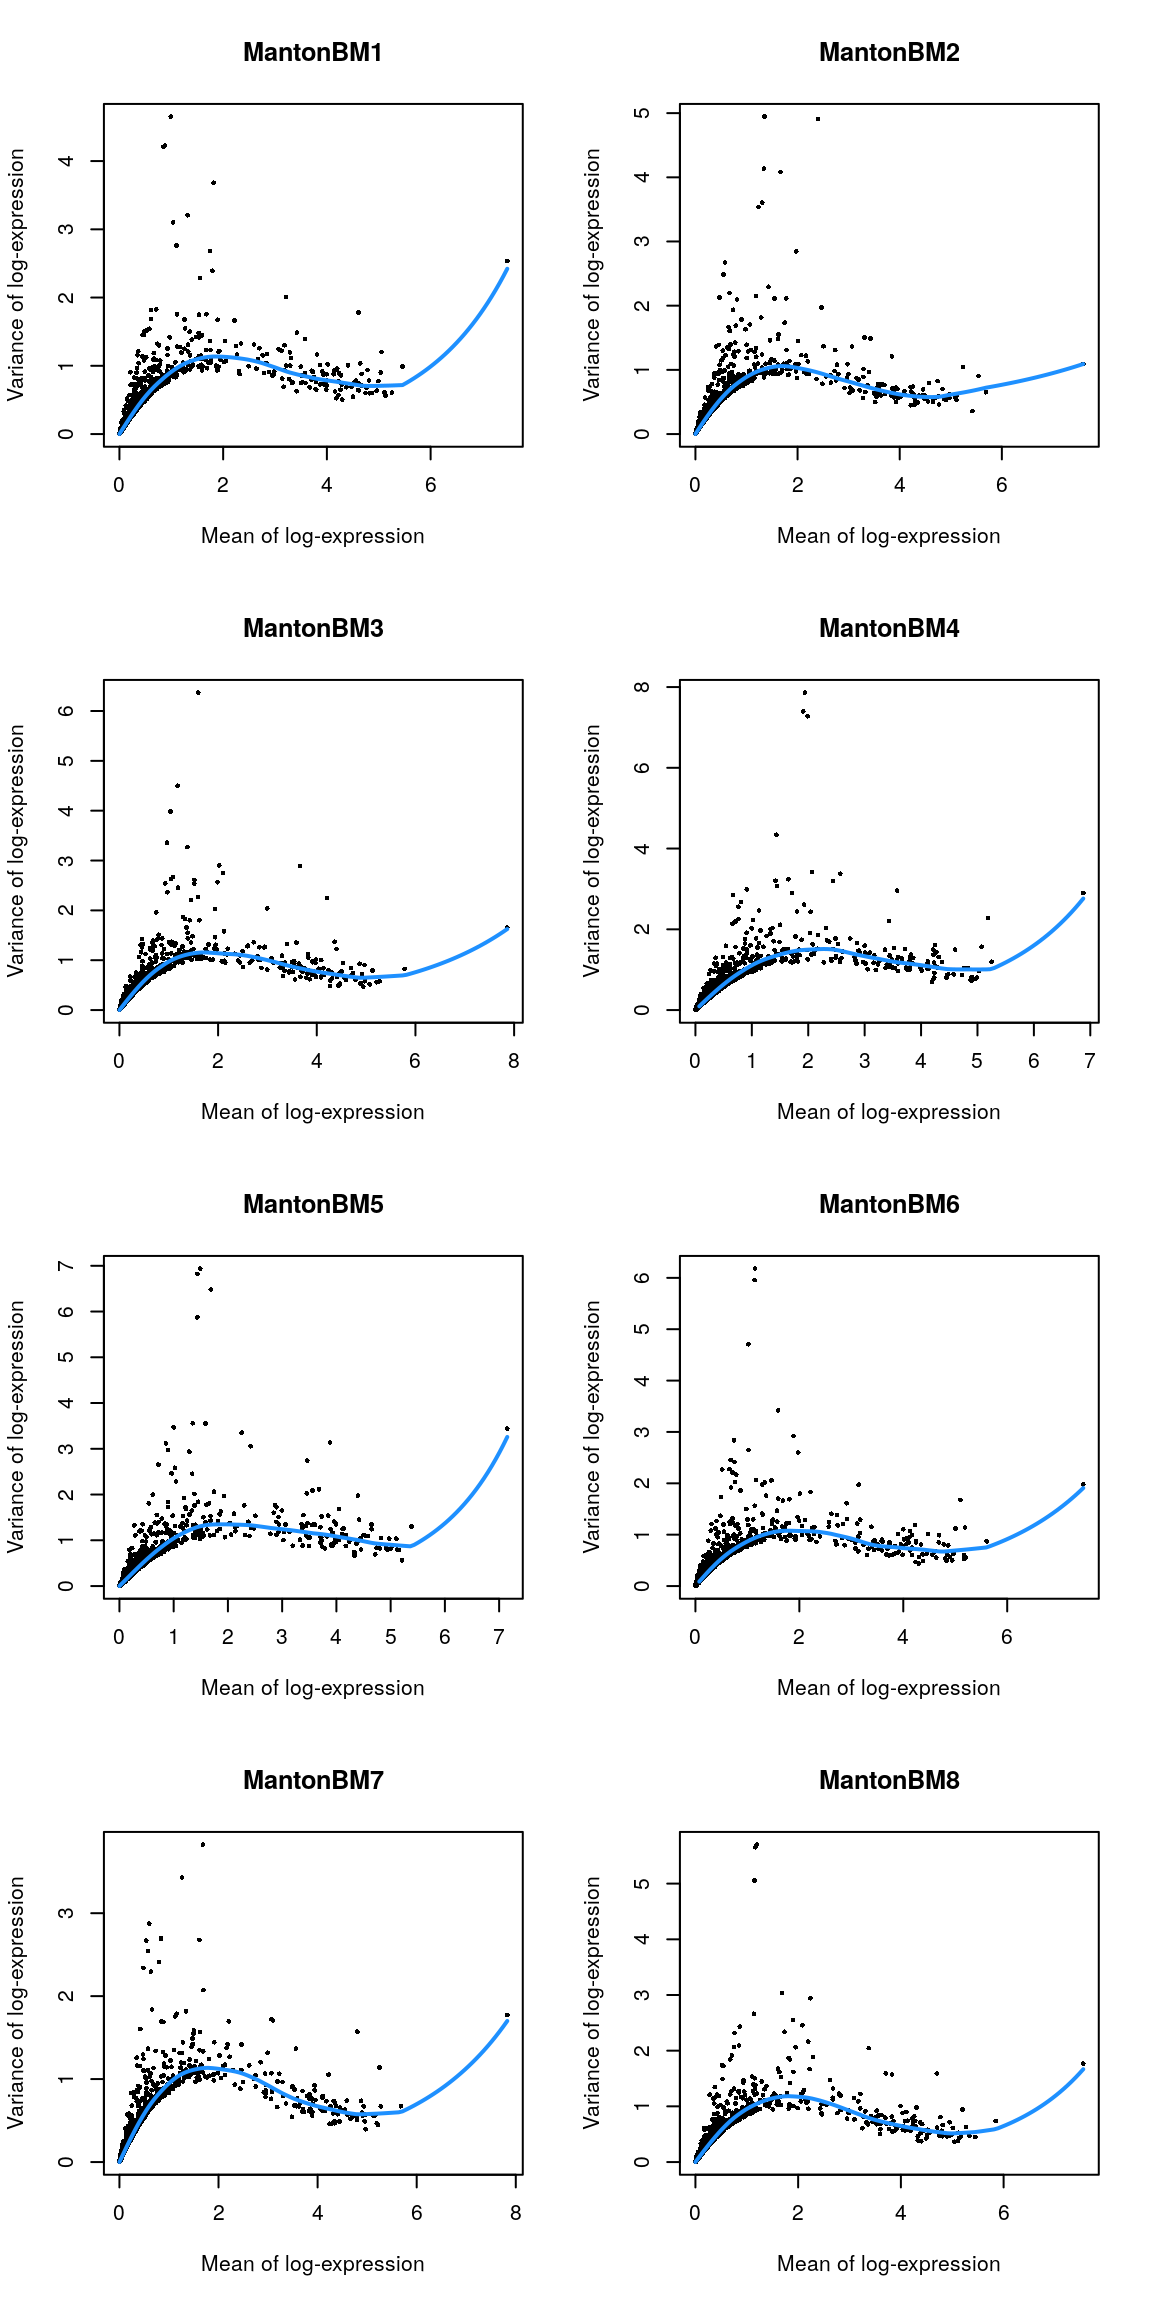 MantonBM1
Variance of log-expression
4
3
2
1
0
0 2 4 6
Mean of log-expression
MantonBM2
Variance of log-expression
5
4
3
2
1
0
0 2 4 6
Mean of log-expression
MantonBM3
Variance of log-expression
6
5
4
3
2
1
0
0 2 4 6 8
Mean of log-expression
MantonBM4
Variance of log-expression
8
6
4
2
0
0 1 2 3 4 5 6 7
Mean of log-expression
MantonBM5
Variance of log-expression
7
6
5
4
3
2
1
0
0 1 2 3 4 5 6 7
Mean of log-expression
MantonBM6
Variance of log-expression
6
5
4
3
2
1
0
0 2 4 6
Mean of log-expression
MantonBM7
Variance of log-expression
3
2
1
0
0 2 4 6 8
Mean of log-expression
MantonBM8
Variance of log-expression
5
4
3
2
1
0
0 2 4 6
Mean of log-expression